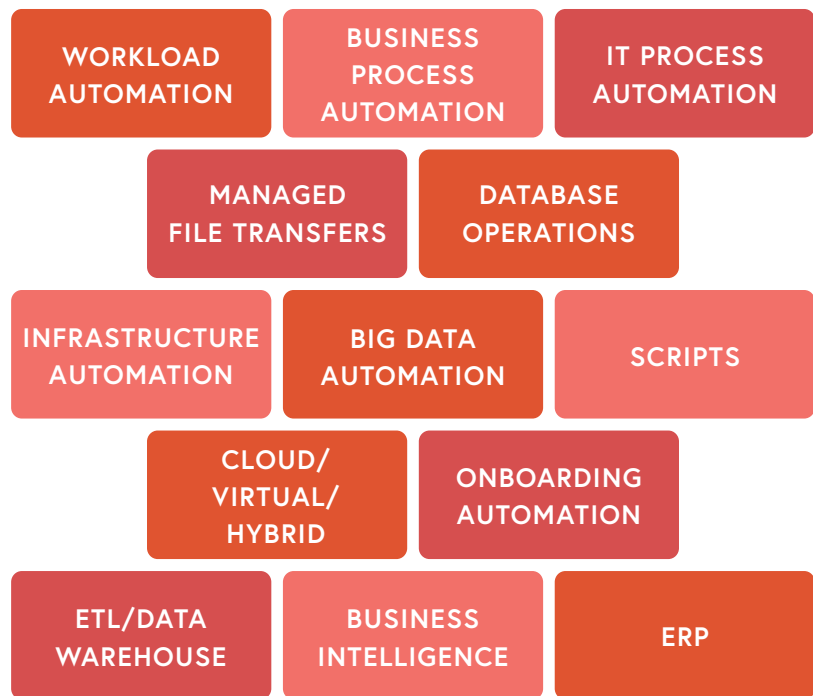 WORKLOAD
AUTOMATION
BUSINESS
PROCESS
AUTOMATION
IT PROCESS
AUTOMATION
MANAGED
FILE TRANSFERS
DATABASE
OPERATIONS
INFRASTRUCTURE
AUTOMATION
BIG DATA
AUTOMATION
SCRIPTS
CLOUD/
VIRTUAL/
HYBRID
ONBOARDING
AUTOMATION
ETL/DATA
WAREHOUSE
BUSINESS
INTELLIGENCE
ERP